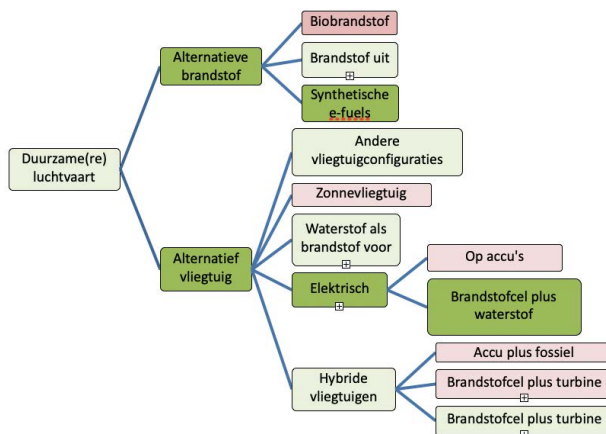 Biobrandstof
Alternatieve
brandstof
Brandstof uit
Synthetische
e-fuels
Duurzame(re)
luchtvaart
Andere
vliegtuigconfiguraties
Zonnevliegtuig
Waterstof als
brandstof voor
Alternatief
vliegtuig
Elektrisch
Op accu's
Brandstofcel plus
waterstof
Hybride
vliegtuigen
Accu plus fossiel
Brandstofcel plus turbine
Brandstofcel plus turbine